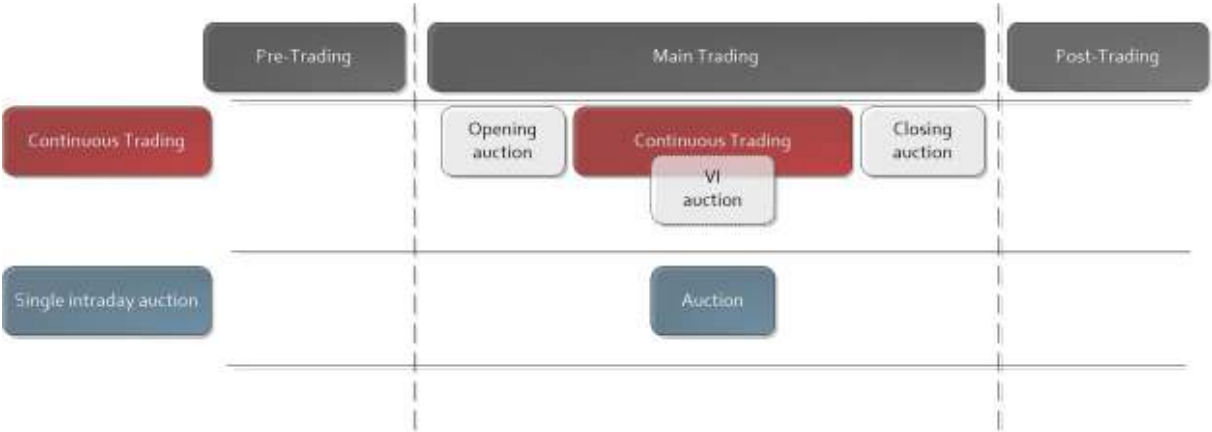 Pre-Trading
Main Trading
Post-Trading
Continuous Trading
Opening
auction
Continuous Trading
Closing
auction
VI
auction
Single intraday auction
Auction